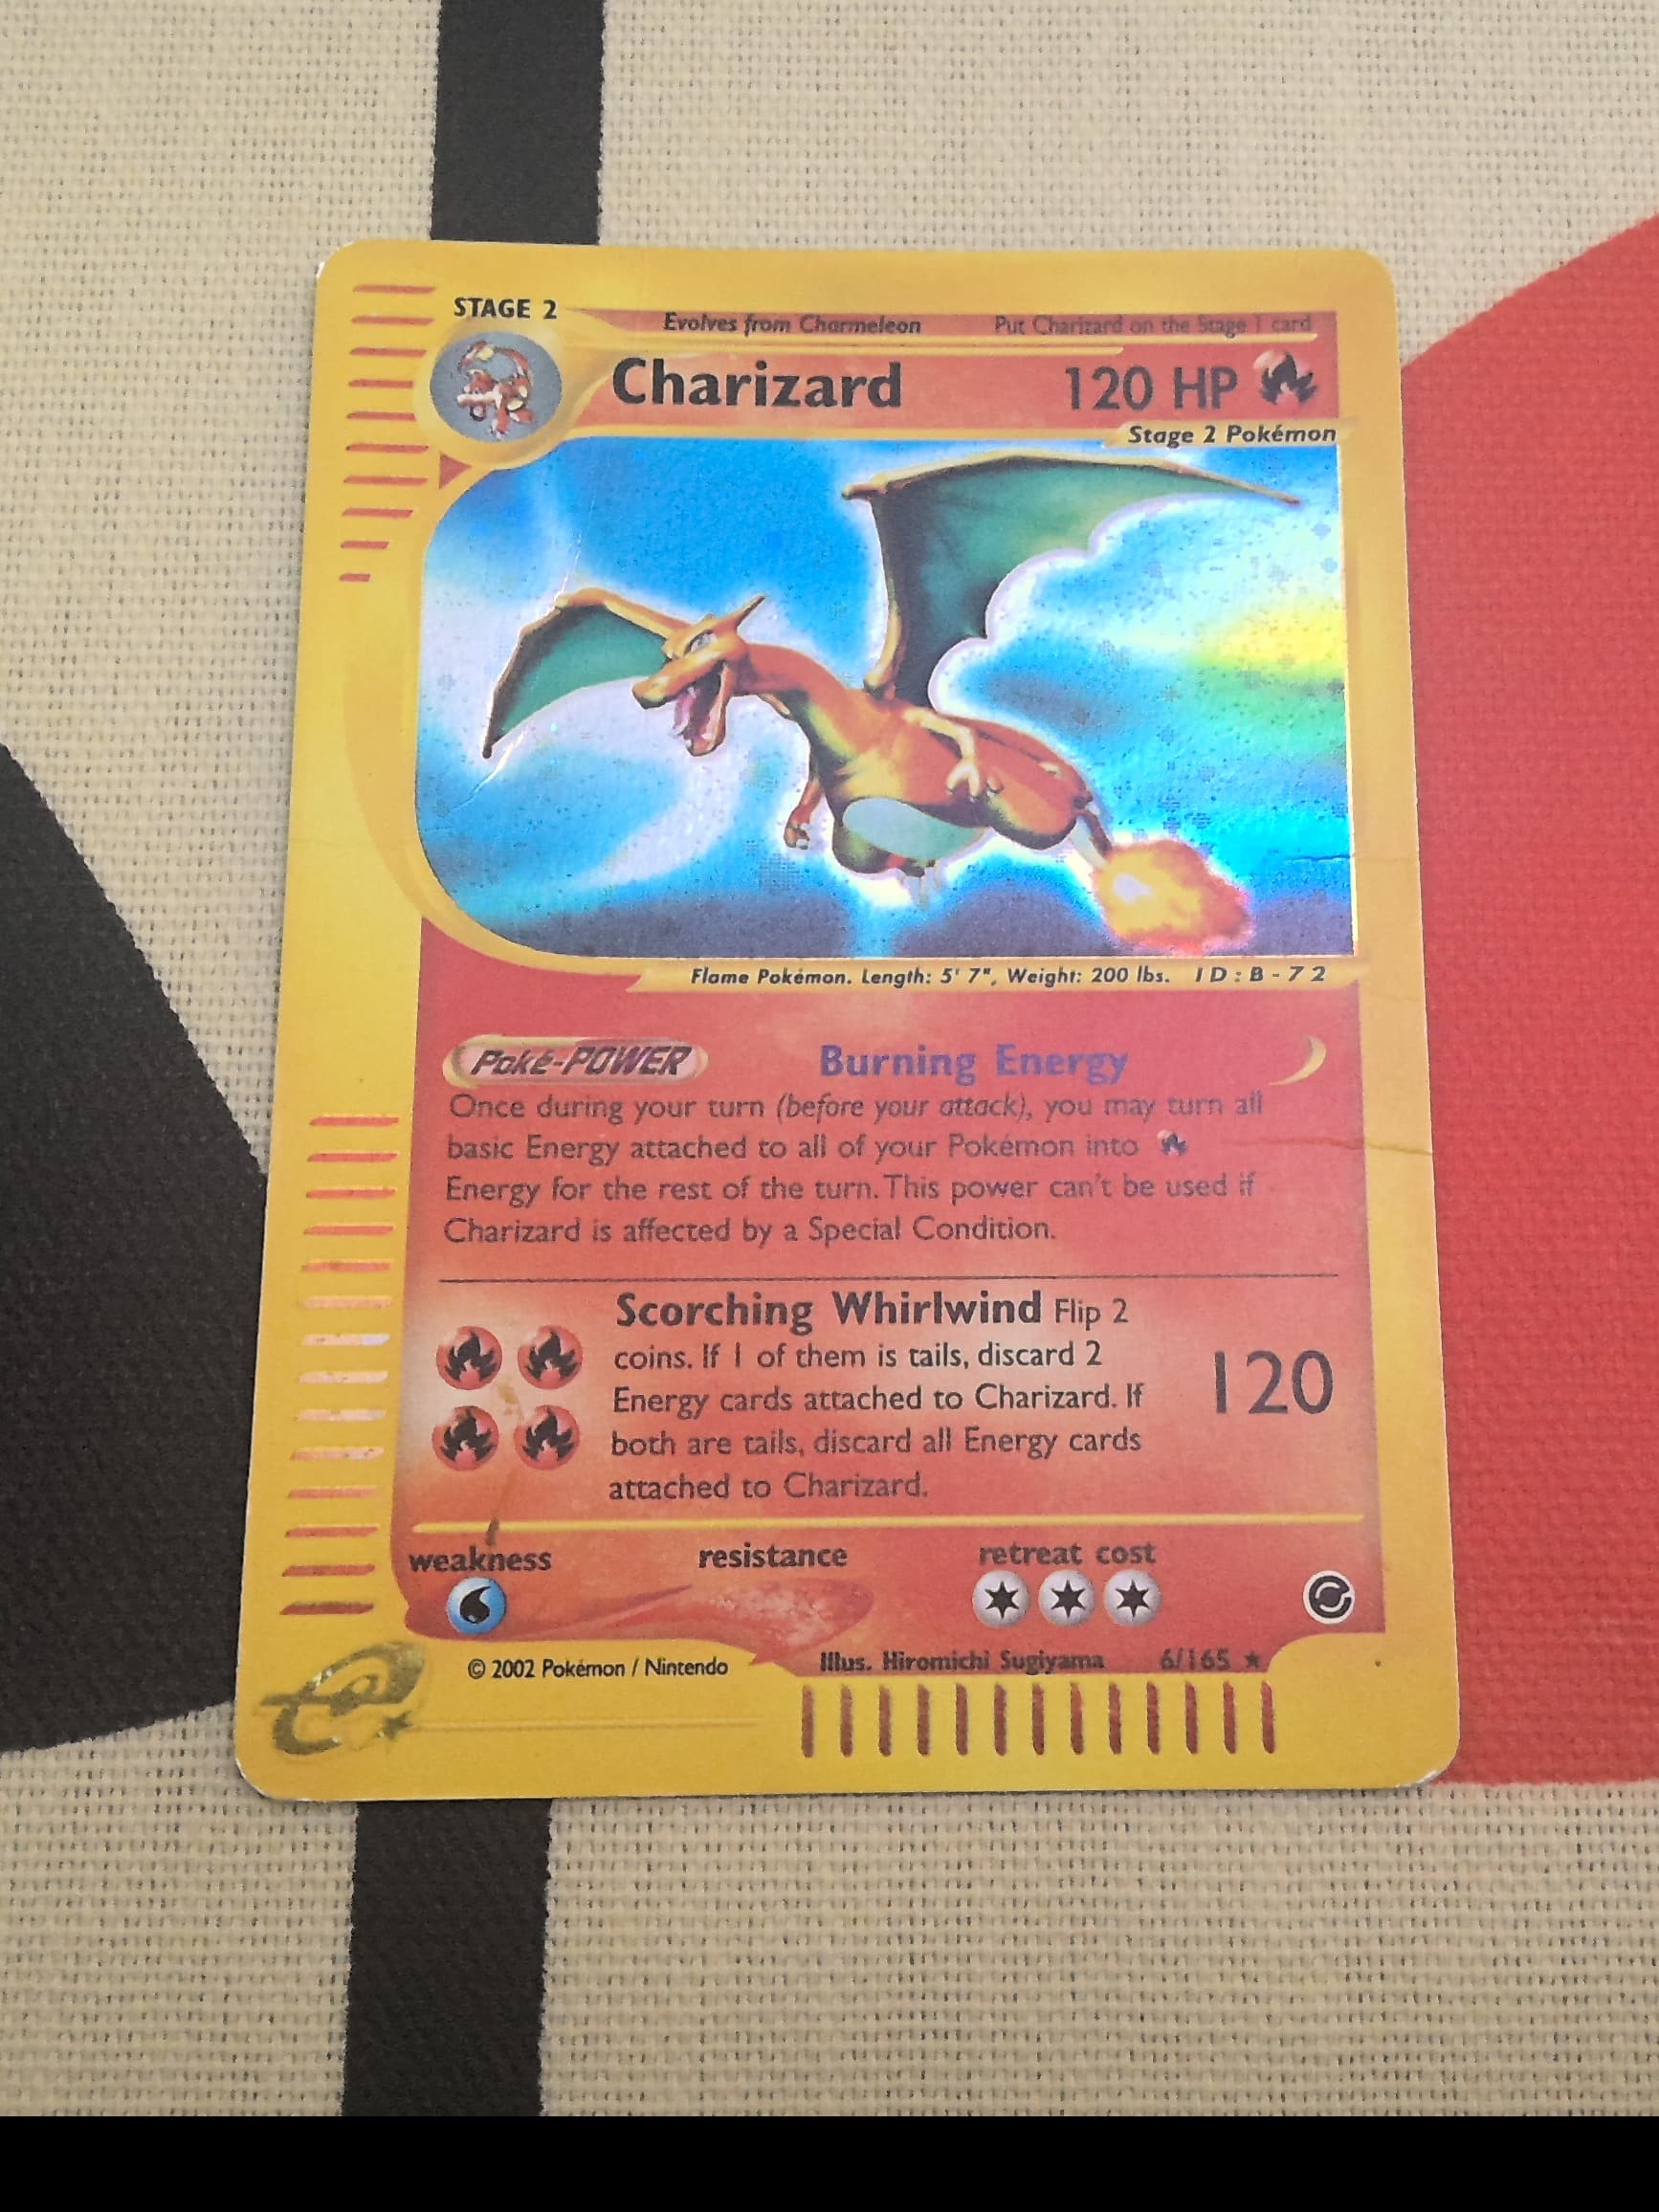 STAGE 2
Evolves from Charmeleon Put Charizard on the Stage 1 card
Charizard 120 HP
Stage 2 Pokémon
Flame Pokémon. Length: 5' 7", Weight: 200 lbs. ID:B-72
Poké-POWER Burning Energy
Once during your turn (before your attack), you may turn all
basic Energy attached to all of your Pokémon into
Energy for the rest of the turn. This power can't be used if
Charizard is affected by a Special Condition.
Scorching Whirlwind Flip 2
coins. If 1 of them is tails, discard 2
Energy cards attached to Charizard. If
both are tails, discard all Energy cards
attached to Charizard.
120
weakness resistance retreat cost
© 2002 Pokémon / Nintendo
Illus. Hiromichi Sugiyama 6/165 ★
e